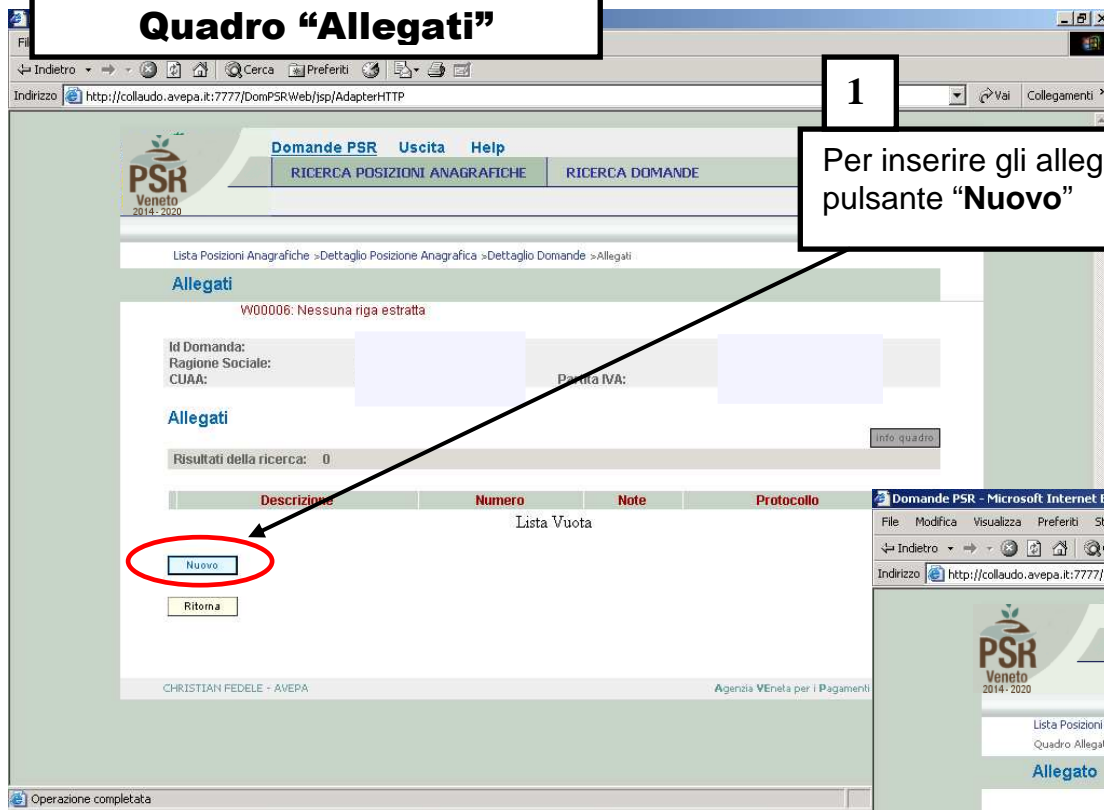 Quadro “Allegati”
Indietro
Cerca
Preferiti
Indirizzo
http://collaudo.avepa.it:7777/DomPSRWeb/jsp/AdapterHTTP
Vai
Collegamenti
1
Per inserire gli alleg
pulsante “Nuovo”
PSR
Veneto
2014-2020
Domande PSR Uscita Help
RICERCA POSIZIONI ANAGRAFICHE RICERCA DOMANDE
Lista Posizioni Anagrafiche >Dettaglio Posizione Anagrafica >Dettaglio Domande >Allegati
Allegati
W00006: Nessuna riga estratta
Id Domanda:
Ragione Sociale:
CUAA:
Partita IVA:
Allegati
info quadro
Risultati della ricerca: 0
Descrizione Numero Note Protocollo
Lista Vuota
Nuovo
Ritorna
CHRISTIAN FEDELE - AVEPA
Agenzia VEneta per i Pagamenti
Operazione completata
Domande PSR - Microsoft Internet E
File Modifica Visualizza Preferiti St
Indietro
Indirizzo
http://collaudo.avepa.it:7777/
PSR
Veneto
2014-2020
Lista Posizioni
Quadro Allegat
Allegato